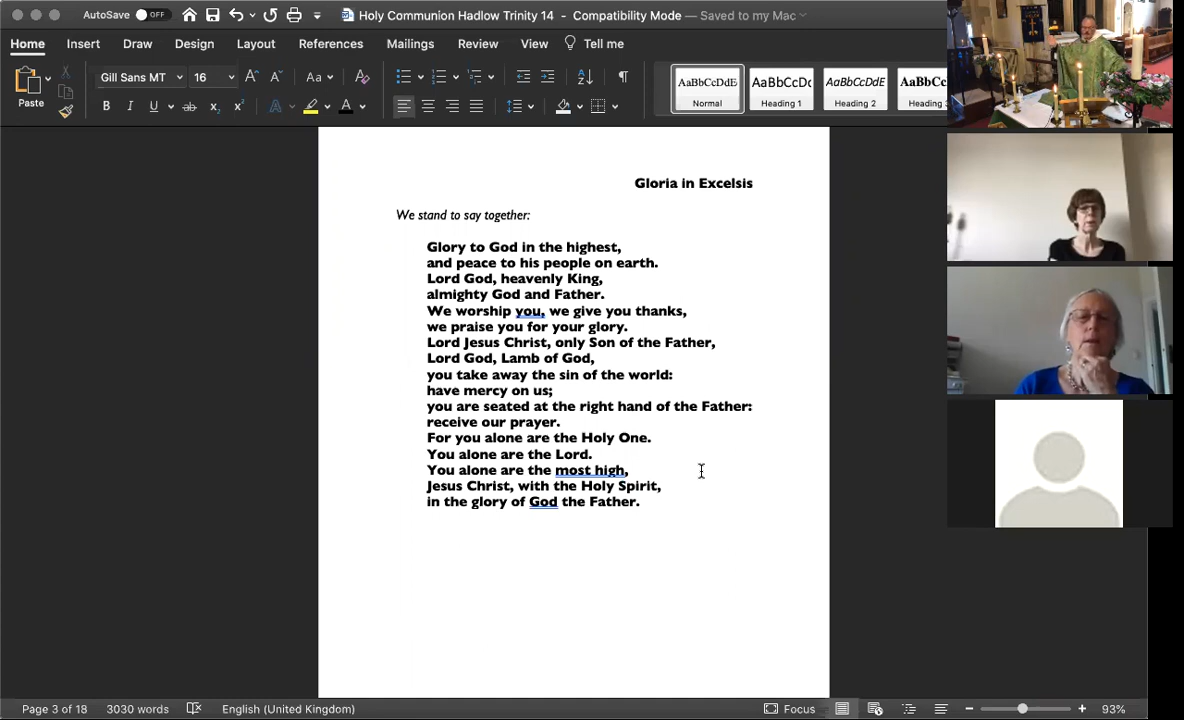 AutoSave OFF Holy Communion Hadlow Trinity 14 - Compatibility Mode — Saved to my Mac
Home Insert Draw Design Layout References Mailings Review View Tell me
Paste Gill Sans MT 16 A A Aa A
B I U ab x₂ x² A A
AaBbCcDdE AaBbCcDc AaBbCcDdE AaBbCc
Normal Heading 1 Heading 2 Heading
Gloria in Excelsis
We stand to say together:
Glory to God in the highest,
and peace to his people on earth.
Lord God, heavenly King,
almighty God and Father.
We worship you, we give you thanks,
we praise you for your glory.
Lord Jesus Christ, only Son of the Father,
Lord God, Lamb of God,
you take away the sin of the world:
have mercy on us;
you are seated at the right hand of the Father:
receive our prayer.
For you alone are the Holy One.
You alone are the Lord.
You alone are the most high,
Jesus Christ, with the Holy Spirit,
in the glory of God the Father.
Page 3 of 18 3030 words English (United Kingdom) Focus 93%